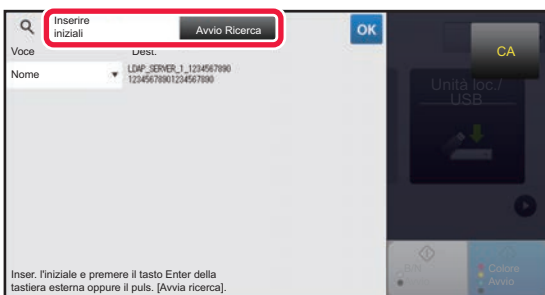 Inserire
iniziali
Avvio Ricerca
OK
CA
Voce
Dest.
Nome
LDAP_SERVER_1_1234567890
12345678901234567890
Unità loc./
USB
B/N
Avvio
Colore
Avvio
Inser. l'iniziale e premere il tasto Enter della
tastiera esterna oppure il puls. [Avvia ricerca].